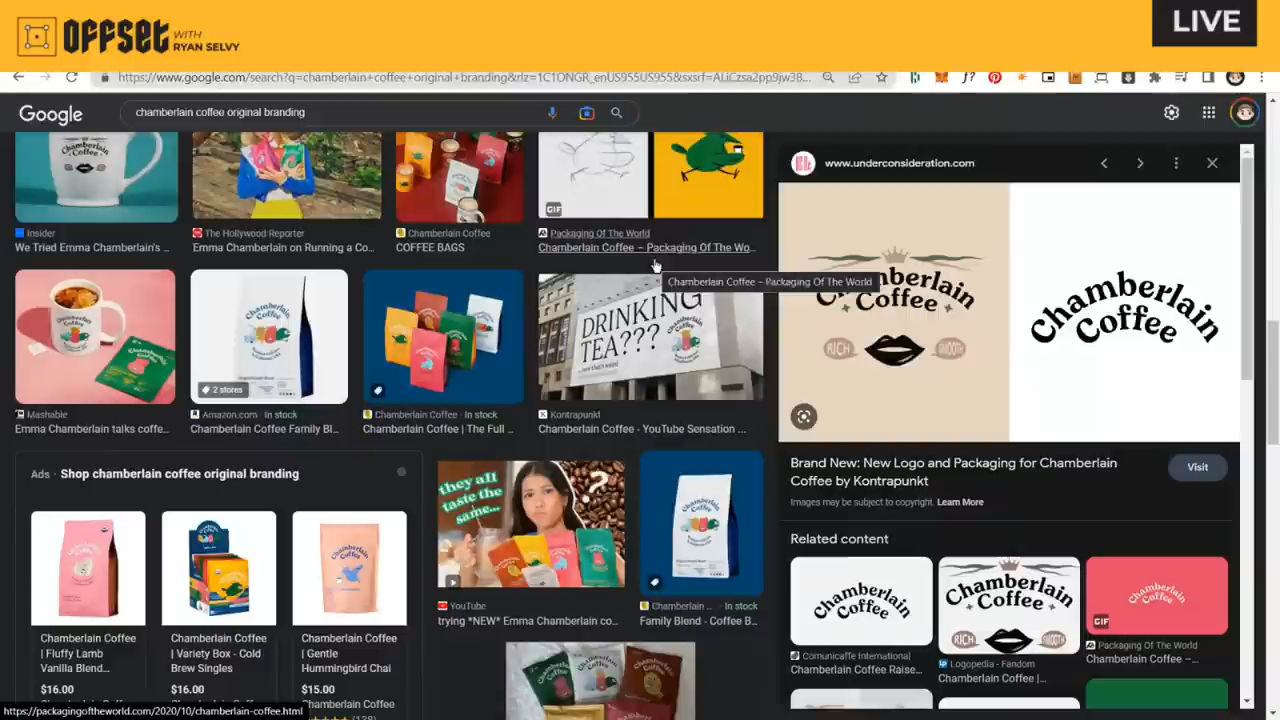 OFFSET WITH RYAN SELVY
LIVE
https://www.google.com/search?q=chamberlain+coffee+original+branding&rlz=1C1ONGR_enUS955US955&sxsrf=ALiCzsa2pp9jw38...
Google
chamberlain coffee original branding
Insider
We Tried Emma Chamberlain's ...
The Hollywood Reporter
Emma Chamberlain on Running a Co...
Chamberlain Coffee
COFFEE BAGS
GIF
Packaging Of The World
Chamberlain Coffee – Packaging Of The Wo...
Chamberlain Coffee – Packaging Of The World
www.underconsideration.com
Chamberlain Coffee
RICH
SMOOTH
Chamberlain Coffee
DRINKING TEA???
2 stores
Mashable
Emma Chamberlain talks coffe...
Amazon.com · In stock
Chamberlain Coffee Family Bl...
Chamberlain Coffee · In stock
Chamberlain Coffee | The Full ...
Kontrapunkt
Chamberlain Coffee - YouTube Sensation ...
Brand New: New Logo and Packaging for Chamberlain
Coffee by Kontrapunkt
Visit
Images may be subject to copyright. Learn More
Ads · Shop chamberlain coffee original branding
Chamberlain Coffee
| Fluffy Lamb
Vanilla Blend...
$16.00
Chamberlain Coffee
| Variety Box - Cold
Brew Singles
$16.00
Chamberlain Coffee
| Gentle
Hummingbird Chai
$15.00
they all taste the same...
?
YouTube
trying *NEW* Emma Chamberlain co...
Chamberlain ... · In stock
Family Blend - Coffee B...
Related content
Chamberlain Coffee
Comunicaffe International
Chamberlain Coffee Raise...
Chamberlain Coffee
RICH
SMOOTH
Logopedia - Fandom
Chamberlain Coffee |...
Chamberlain Coffee
GIF
Packaging Of The World
Chamberlain Coffee –...
https://packagingoftheworld.com/2020/10/chamberlain-coffee.html